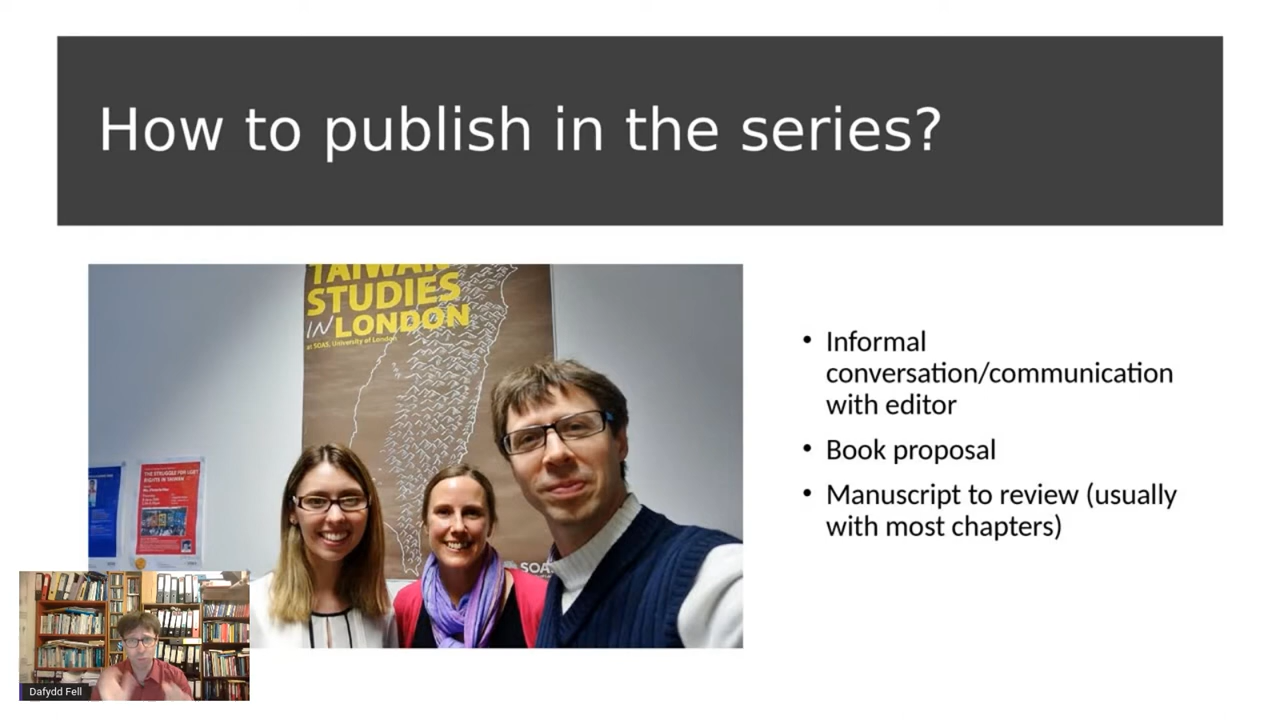 How to publish in the series?
TAIWAN
STUDIES
IN LONDON
at SOAS, University of London
THE STRUGGLE FOR LGBT
RIGHTS IN TAIWAN
SOAS
• Informal
conversation/communication
with editor
• Book proposal
• Manuscript to review (usually
with most chapters)
Dafydd Fell